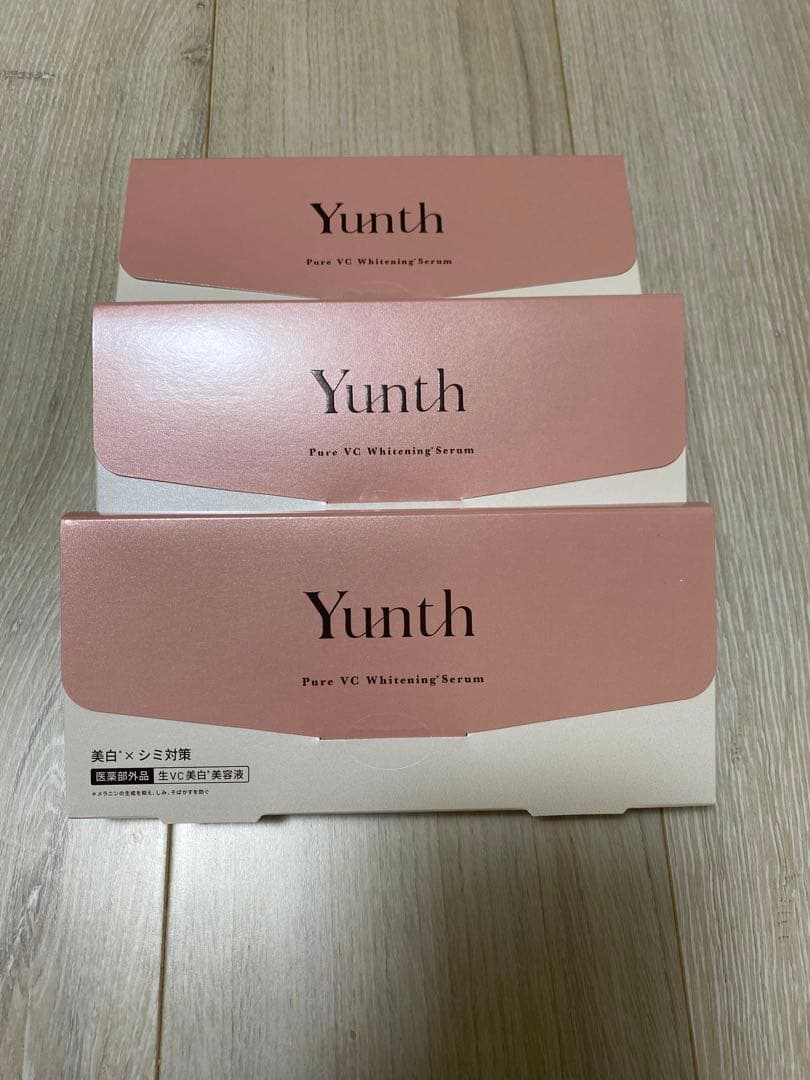 Yunth
Pure VC Whitening*Serum
Yunth
Pure VC Whitening*Serum
Yunth
Pure VC Whitening*Serum
美白*×シミ対策
医薬部外品 生VC美白*美容液
*メラニンの生成を抑え、しみ、そばかすを防ぐ